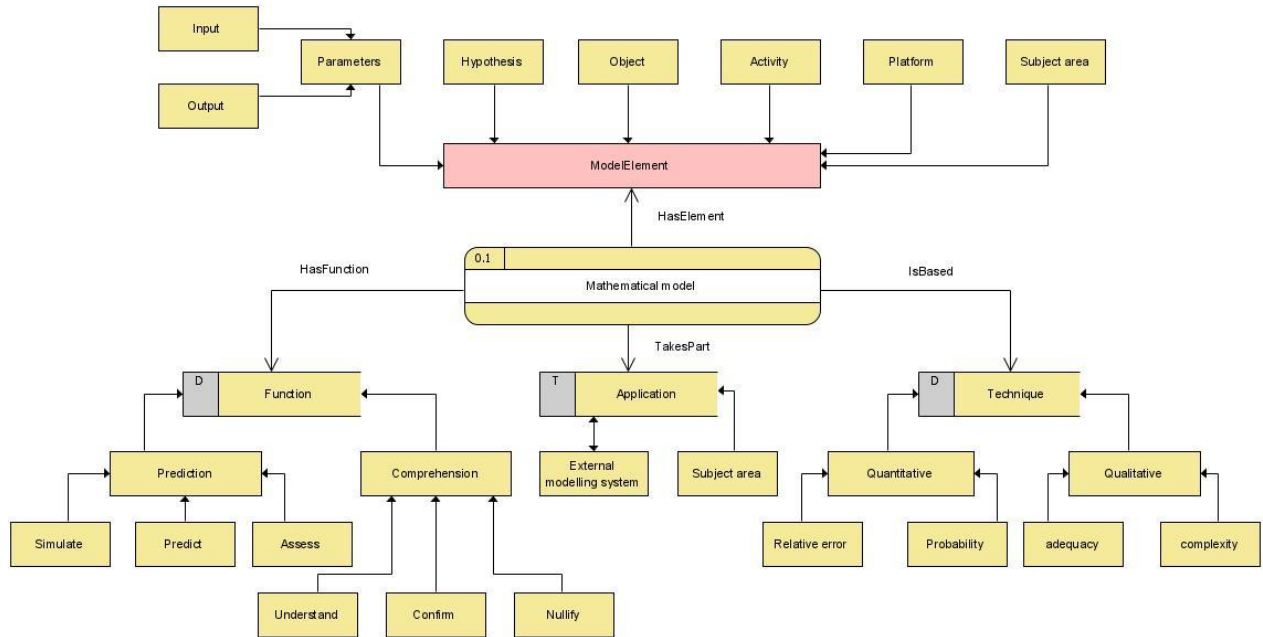 Input
Parameters
Hypothesis
Object
Activity
Platform
Subject area
Output
ModelElement
HasElement
0.1
HasFunction
Mathematical model
IsBased
TakesPart
D
Function
T
Application
D
Technique
Prediction
Comprehension
External
modelling system
Subject area
Quantitative
Qualitative
Simulate
Predict
Assess
Relative error
Probability
adequacy
complexity
Understand
Confirm
Nullify